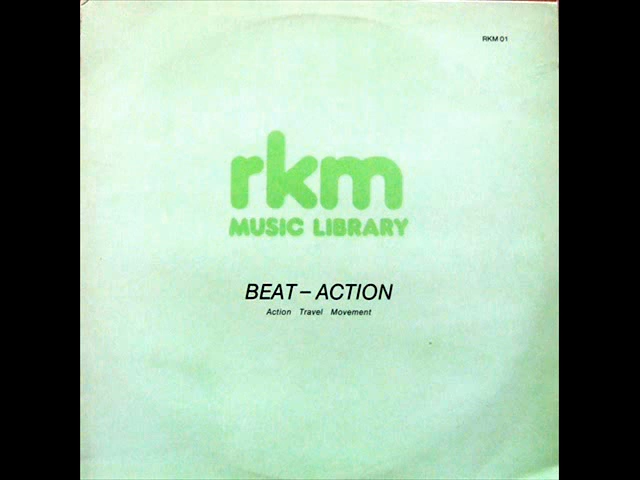 RKM 01
rkm
MUSIC LIBRARY
BEAT – ACTION
Action Travel Movement